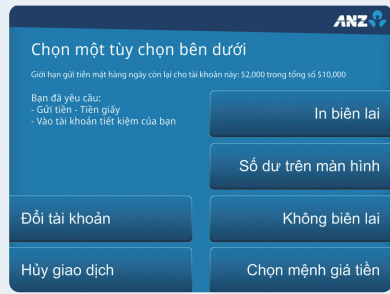 ANZ
Chọn một tùy chọn bên dưới
Giới hạn gửi tiền mặt hàng ngày còn lại cho tài khoản này: $2,000 trong tổng số $10,000
Bạn đã yêu cầu:
- Gửi tiền - Tiền giấy
- Vào tài khoản tiết kiệm của bạn
In biên lai
Số dư trên màn hình
Đổi tài khoản
Không biên lai
Hủy giao dịch
Chọn mệnh giá tiền